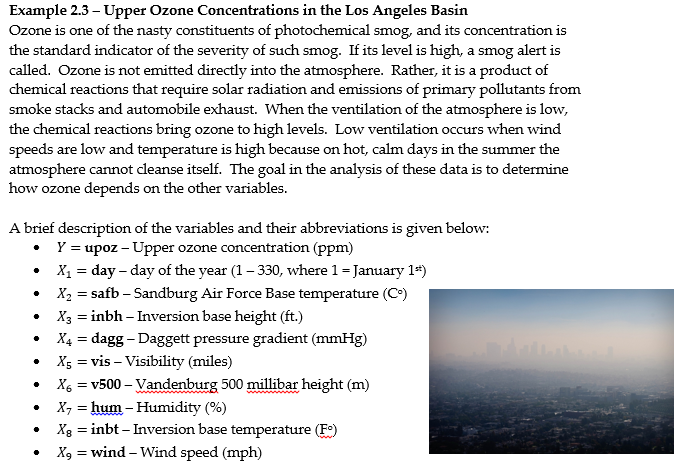 Example 2.3 – Upper Ozone Concentrations in the Los Angeles Basin
Ozone is one of the nasty constituents of photochemical smog, and its concentration is
the standard indicator of the severity of such smog. If its level is high, a smog alert is
called. Ozone is not emitted directly into the atmosphere. Rather, it is a product of
chemical reactions that require solar radiation and emissions of primary pollutants from
smoke stacks and automobile exhaust. When the ventilation of the atmosphere is low,
the chemical reactions bring ozone to high levels. Low ventilation occurs when wind
speeds are low and temperature is high because on hot, calm days in the summer the
atmosphere cannot cleanse itself. The goal in the analysis of these data is to determine
how ozone depends on the other variables.
A brief description of the variables and their abbreviations is given below:
• Y = upoz – Upper ozone concentration (ppm)
• X₁ = day – day of the year (1 – 330, where 1 = January 1ˢᵗ)
• X₂ = safb – Sandburg Air Force Base temperature (C°)
• X₃ = inbh – Inversion base height (ft.)
• X₄ = dagg – Daggett pressure gradient (mmHg)
• X₅ = vis – Visibility (miles)
• X₆ = v500 – Vandenburg 500 millibar height (m)
• X₇ = hum – Humidity (%)
• X₈ = inbt – Inversion base temperature (F°)
• X₉ = wind – Wind speed (mph)